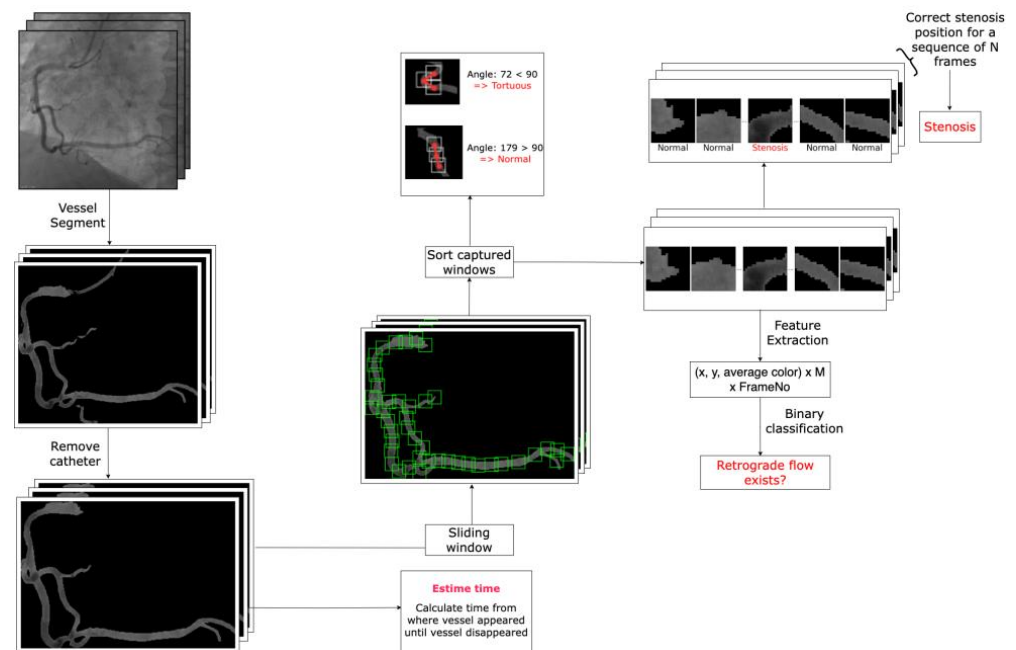 Vessel
Segment
Remove
catheter
Estime time
Calculate time from
where vessel appeared
until vessel disappeared
Sliding
window
Sort captured
windows
Angle: 72 < 90
=> Tortuous
Angle: 179 > 90
=> Normal
Correct stenosis
position for a
sequence of N
frames
Stenosis
Normal Normal Stenosis Normal Normal
Feature
Extraction
(x, y, average color) x M
x FrameNo
Binary
classification
Retrograde flow
exists?